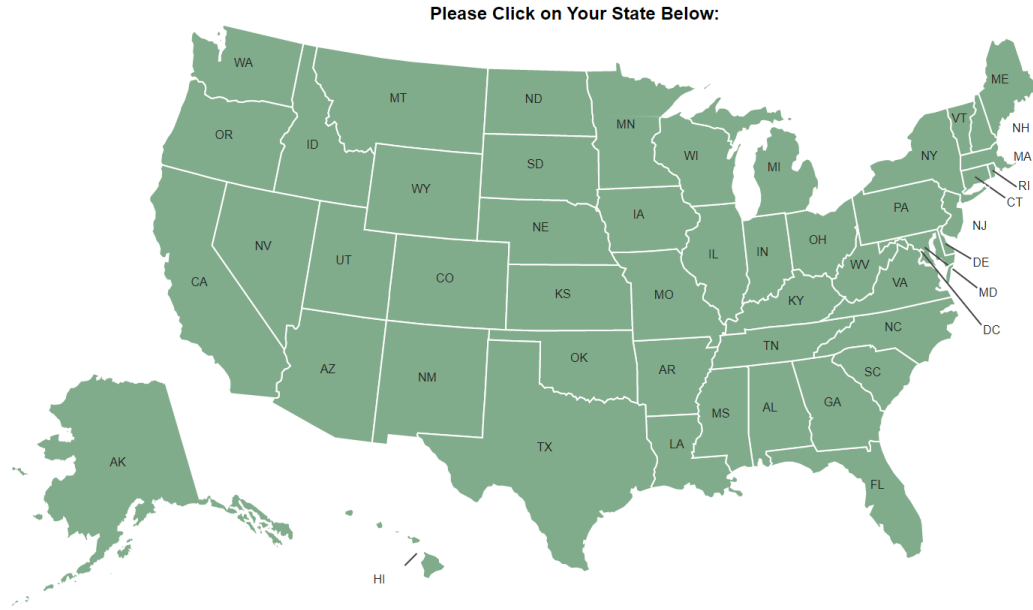 Please Click on Your State Below:
WA
MT
ND
MN
ME
VT
NH
OR
ID
SD
WI
MI
NY
MA
RI
CT
WY
IA
NE
PA
NJ
NV
UT
CO
IL
IN
OH
WV
DE
MD
DC
CA
KS
MO
KY
VA
NC
AZ
NM
OK
AR
TN
SC
TX
LA
MS
AL
GA
AK
FL
HI